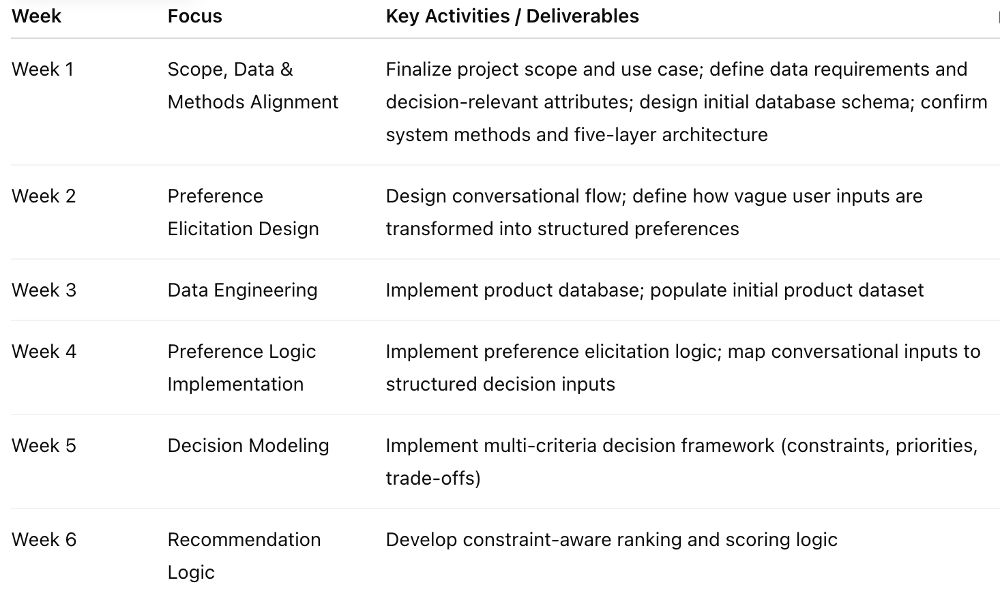 Week Focus Key Activities / Deliverables
Week 1 Scope, Data & Finalize project scope and use case; define data requirements and
Methods Alignment decision-relevant attributes; design initial database schema; confirm
system methods and five-layer architecture
Week 2 Preference Design conversational flow; define how vague user inputs are
Elicitation Design transformed into structured preferences
Week 3 Data Engineering Implement product database; populate initial product dataset
Week 4 Preference Logic Implement preference elicitation logic; map conversational inputs to
Implementation structured decision inputs
Week 5 Decision Modeling Implement multi-criteria decision framework (constraints, priorities,
trade-offs)
Week 6 Recommendation Develop constraint-aware ranking and scoring logic
Logic